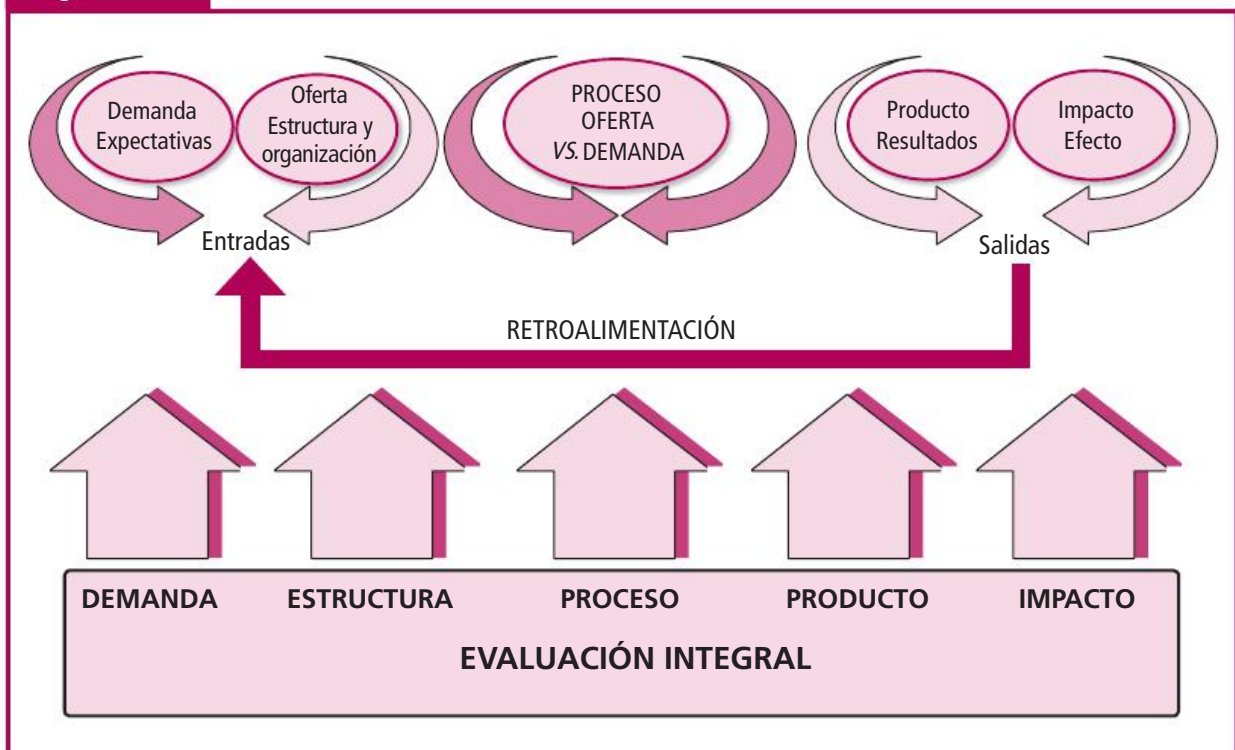 Demanda
Expectativas
Oferta
Estructura y
organización
PROCESO
OFERTA
VS. DEMANDA
Producto
Resultados
Impacto
Efecto
Entradas
Salidas
RETROALIMENTACIÓN
DEMANDA ESTRUCTURA PROCESO PRODUCTO IMPACTO
EVALUACIÓN INTEGRAL